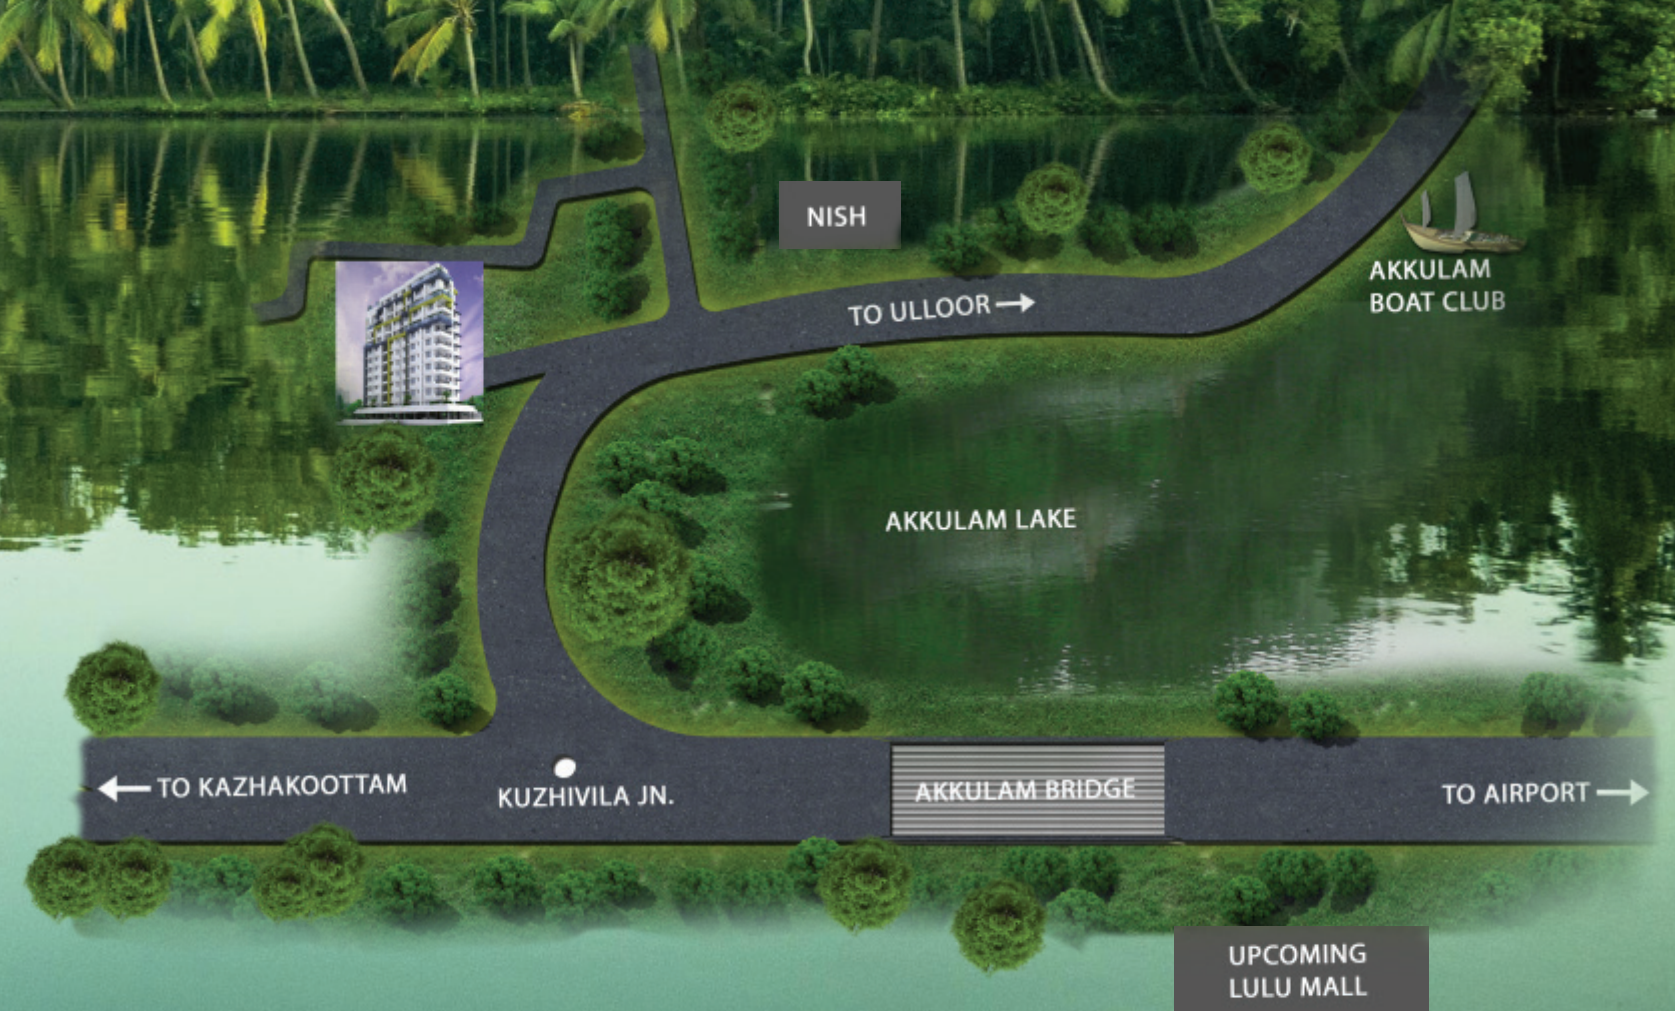 NISH
TO ULLOOR
AKKULAM
BOAT CLUB
AKKULAM LAKE
TO KAZHAKOOTTAM
KUZHIVILA JN.
AKKULAM BRIDGE
TO AIRPORT
UPCOMING
LULU MALL